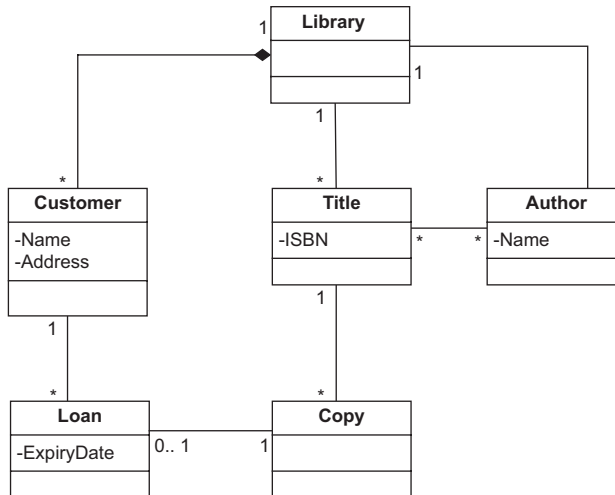 1
Library
1
1
*
*
Customer
Title
Author
-Name
-Address
-ISBN
*
*
-Name
1
1
*
*
Loan
Copy
-ExpiryDate
0.. 1
1